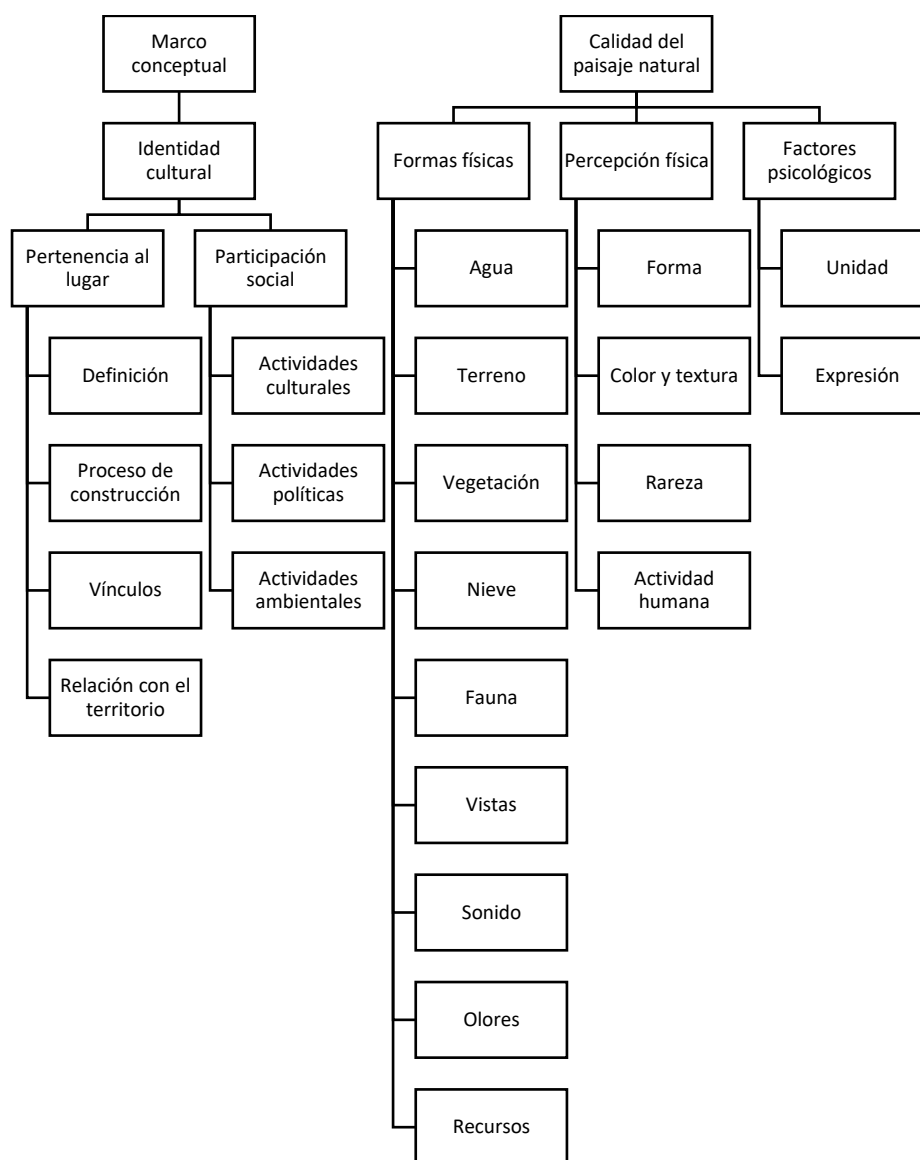 Marco
conceptual
Identidad
cultural
Pertenencia al
lugar
Definición
Proceso de
construcción
Vínculos
Relación con el
territorio
Participación
social
Actividades
culturales
Actividades
políticas
Actividades
ambientales
Calidad del
paisaje natural
Formas físicas
Agua
Terreno
Vegetación
Nieve
Fauna
Vistas
Sonido
Olores
Recursos
Percepción física
Forma
Color y textura
Rareza
Actividad
humana
Factores
psicológicos
Unidad
Expresión